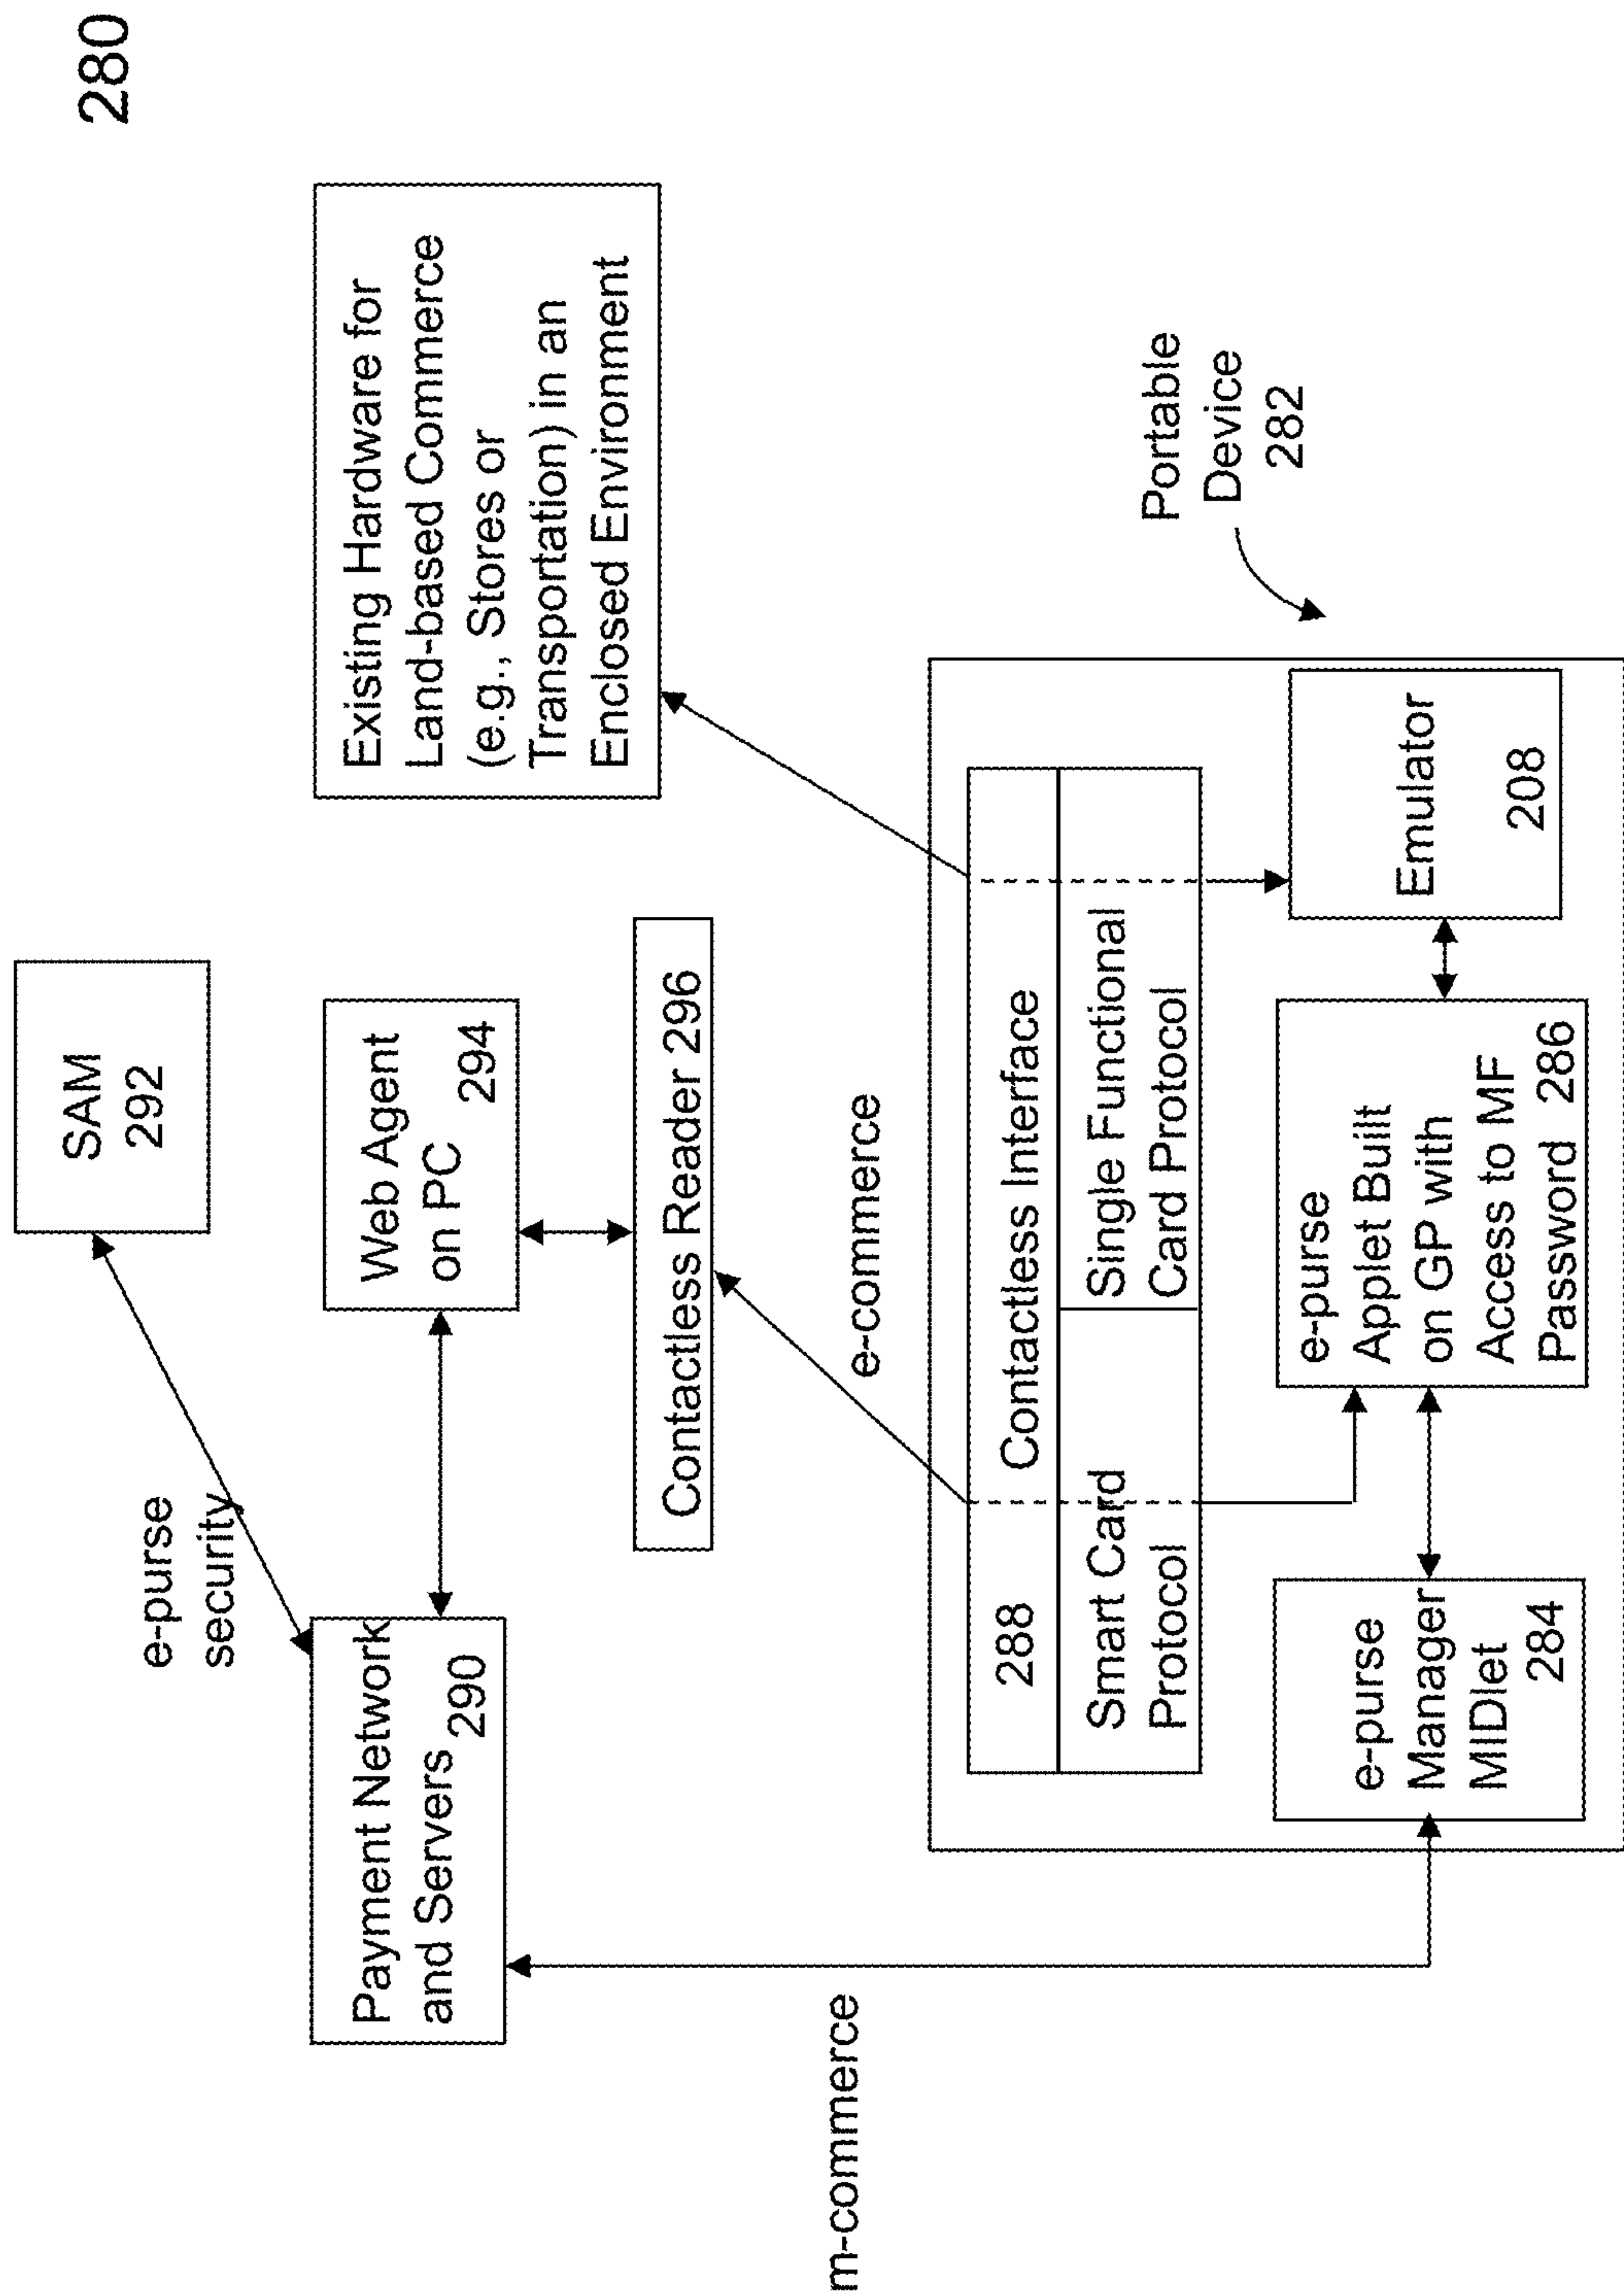 280
SAM
292
e-purse
security
Payment Network
and Servers
290
Web Agent
on PC
294
Existing Hardware for
Land-based Commerce
(e.g., Stores or
Transportation) in an
Enclosed Environment
Contactless Reader 296
m-commerce
e-commerce
Portable
Device
282
288 Contactless Interface
Smart Card
Protocol
Single Functional
Card Protocol
e-purse
Manager
MIDlet
284
e-purse
Applet Built
on GP with
Access to MF
Password 286
Emulator
208